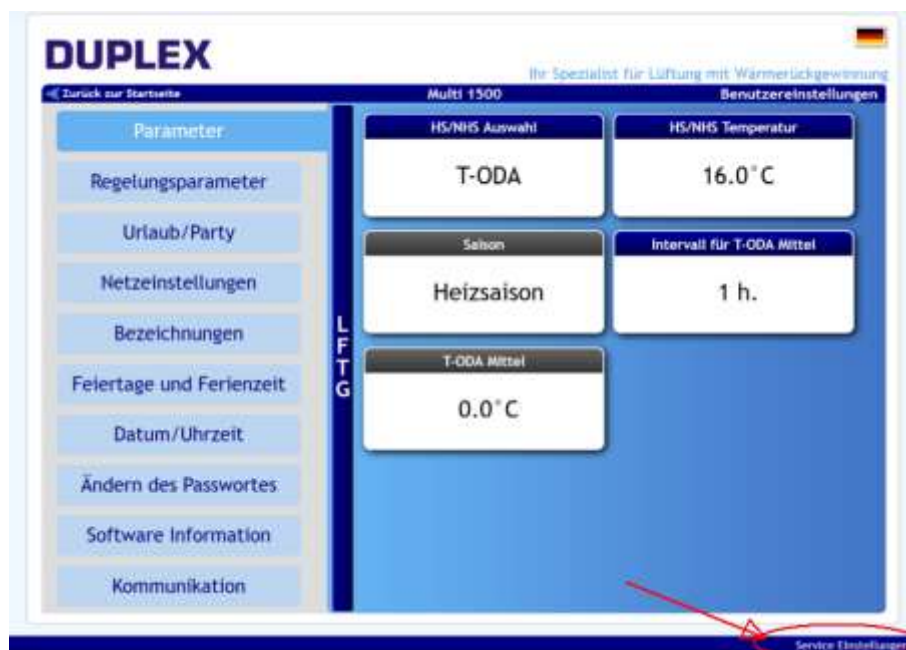 DUPLEX
Ihr Spezialist für Lüftung mit Wärmerückgewinnung
Zurück zur Startseite
Multi 1500
Benutzereinstellungen
Parameter
Regelungsparameter
Urlaub/Party
Netzeinstellungen
Bezeichnungen
Feiertage und Ferienzeit
Datum/Uhrzeit
Ändern des Passwortes
Software Information
Kommunikation
LFTG
HS/NHS Auswahl
T-ODA
HS/NHS Temperatur
16.0°C
Saison
Heizsaison
Intervall für T-ODA Mittel
1 h.
T-ODA Mittel
0.0°C
Service Einstellungen